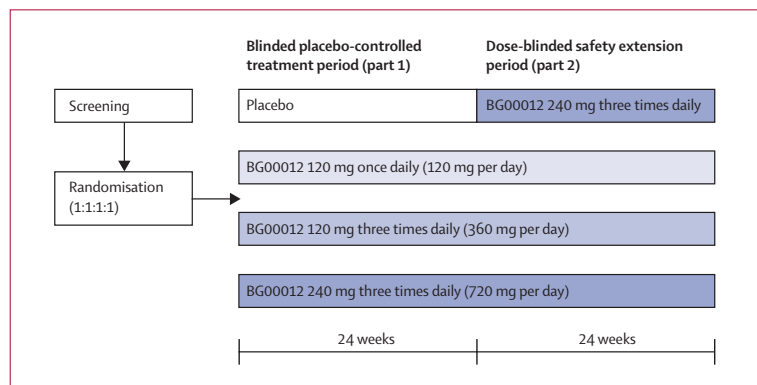 Blinded placebo-controlled
treatment period (part 1)
Dose-blinded safety extension
period (part 2)
Screening
Placebo
BG00012 240 mg three times daily
Randomisation
(1:1:1:1)
BG00012 120 mg once daily (120 mg per day)
BG00012 120 mg three times daily (360 mg per day)
BG00012 240 mg three times daily (720 mg per day)
24 weeks
24 weeks